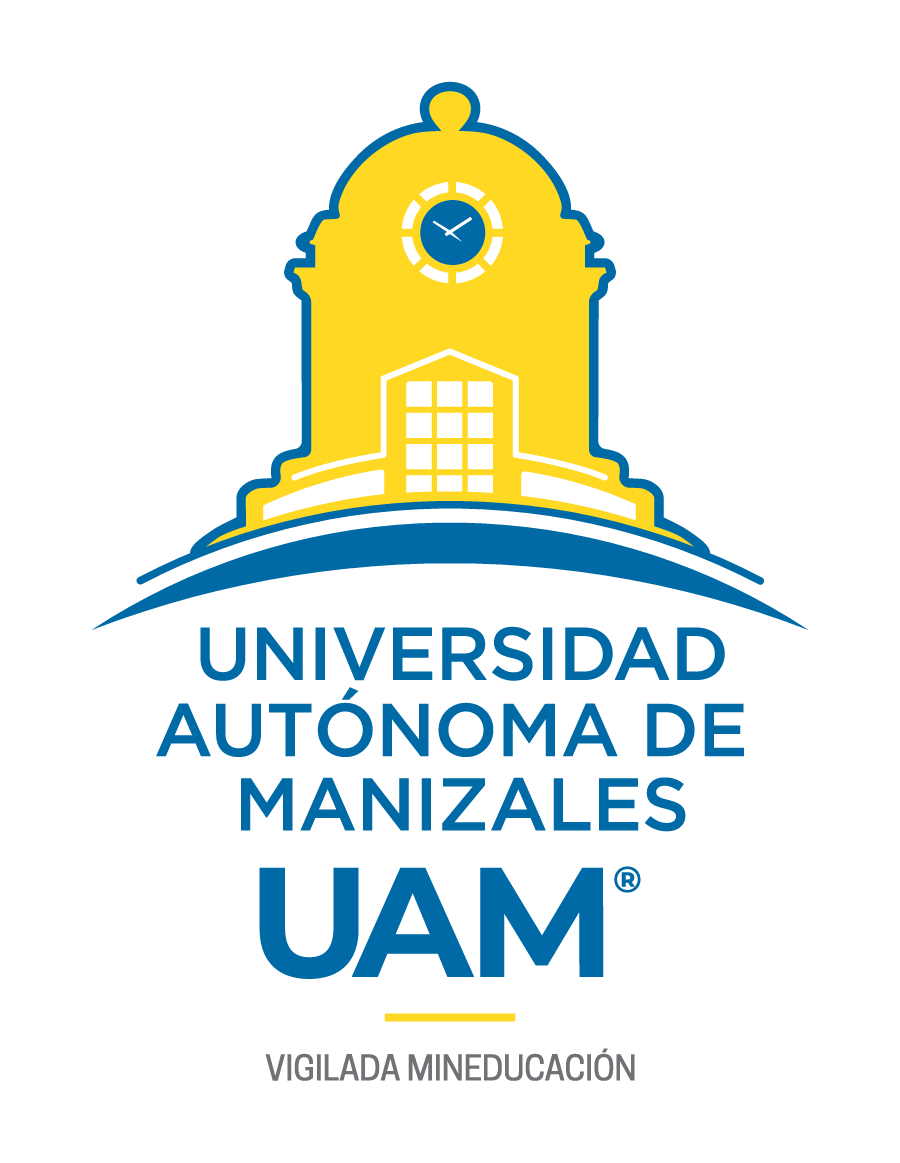 UNIVERSIDAD
AUTÓNOMA DE
MANIZALES
UAM®
VIGILADA MINEDUCACIÓN